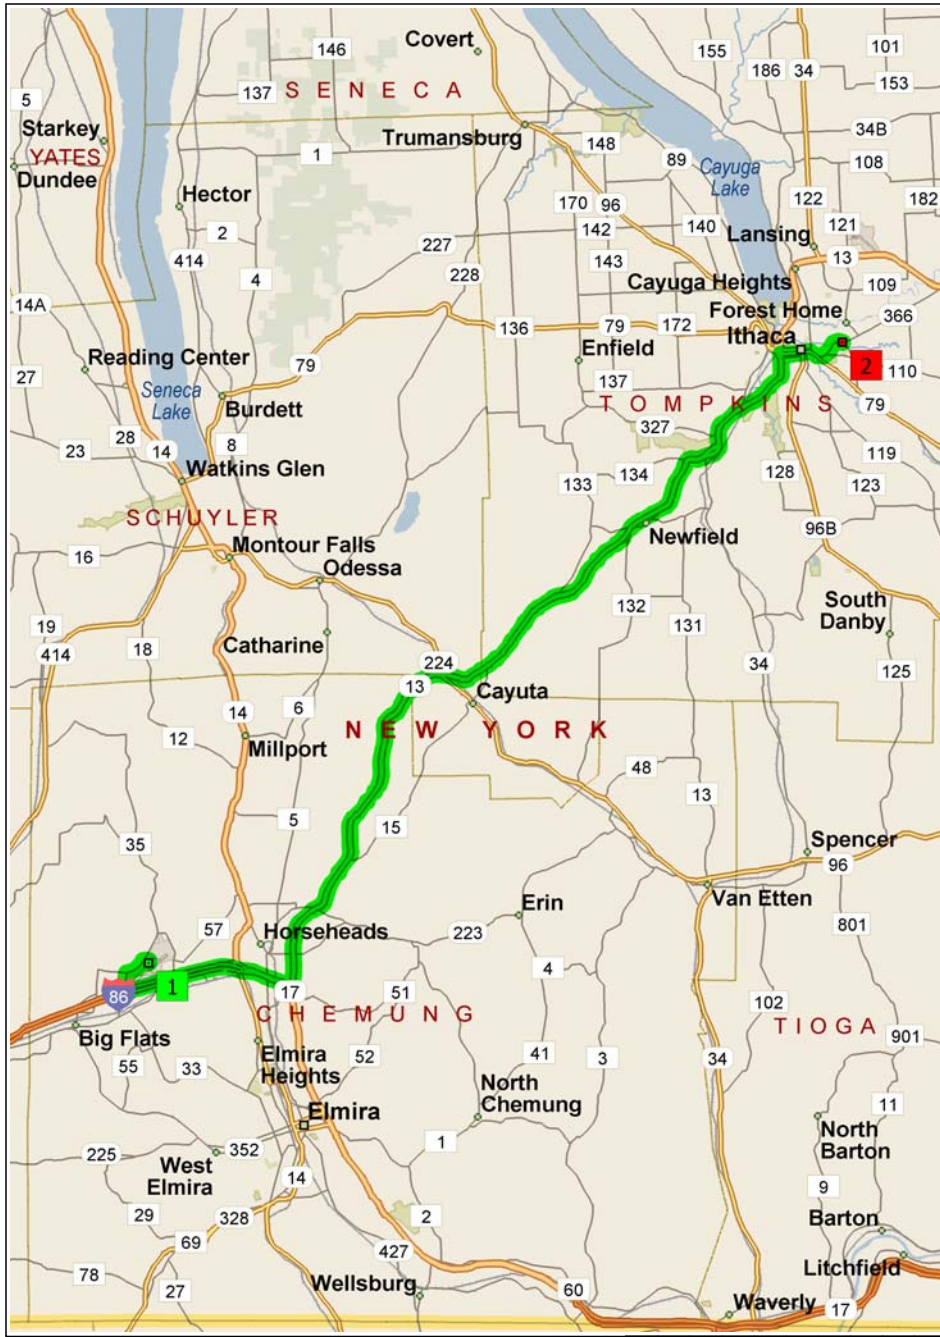 Covert
146
155
101
186
34
153
137
SENECA
5
Starkey
YATES
Dundee
Trumansburg
148
34B
1
89
Cayuga
Lake
108
Hector
170
96
122
121
182
2
142
140
Lansing
227
414
143
13
228
4
Cayuga Heights
109
14A
Forest Home
366
136
79
172
Ithaca
Reading Center
79
Enfield
2
110
27
137
Seneca
Lake
Burdett
TOMPKINS
79
28
8
327
23
14
119
Watkins Glen
134
128
133
123
SCHUYLER
96B
Newfield
16
Montour Falls
Odessa
132
South
Danby
19
131
Catharine
414
18
224
34
125
13
Cayuta
6
14
NEW YORK
12
Millport
48
13
5
15
35
Spencer
96
Van Etten
Erin
57
Horseheads
223
801
4
86
1
17
51
CHEMUNG
102
TIOGA
Big Flats
901
Elmira
Heights
52
41
3
34
55
33
North
Chemung
11
Elmira
North
Barton
1
225
352
West
Elmira
14
9
29
328
2
Barton
69
427
Litchfield
78
27
Wellsburg
60
Waverly
17